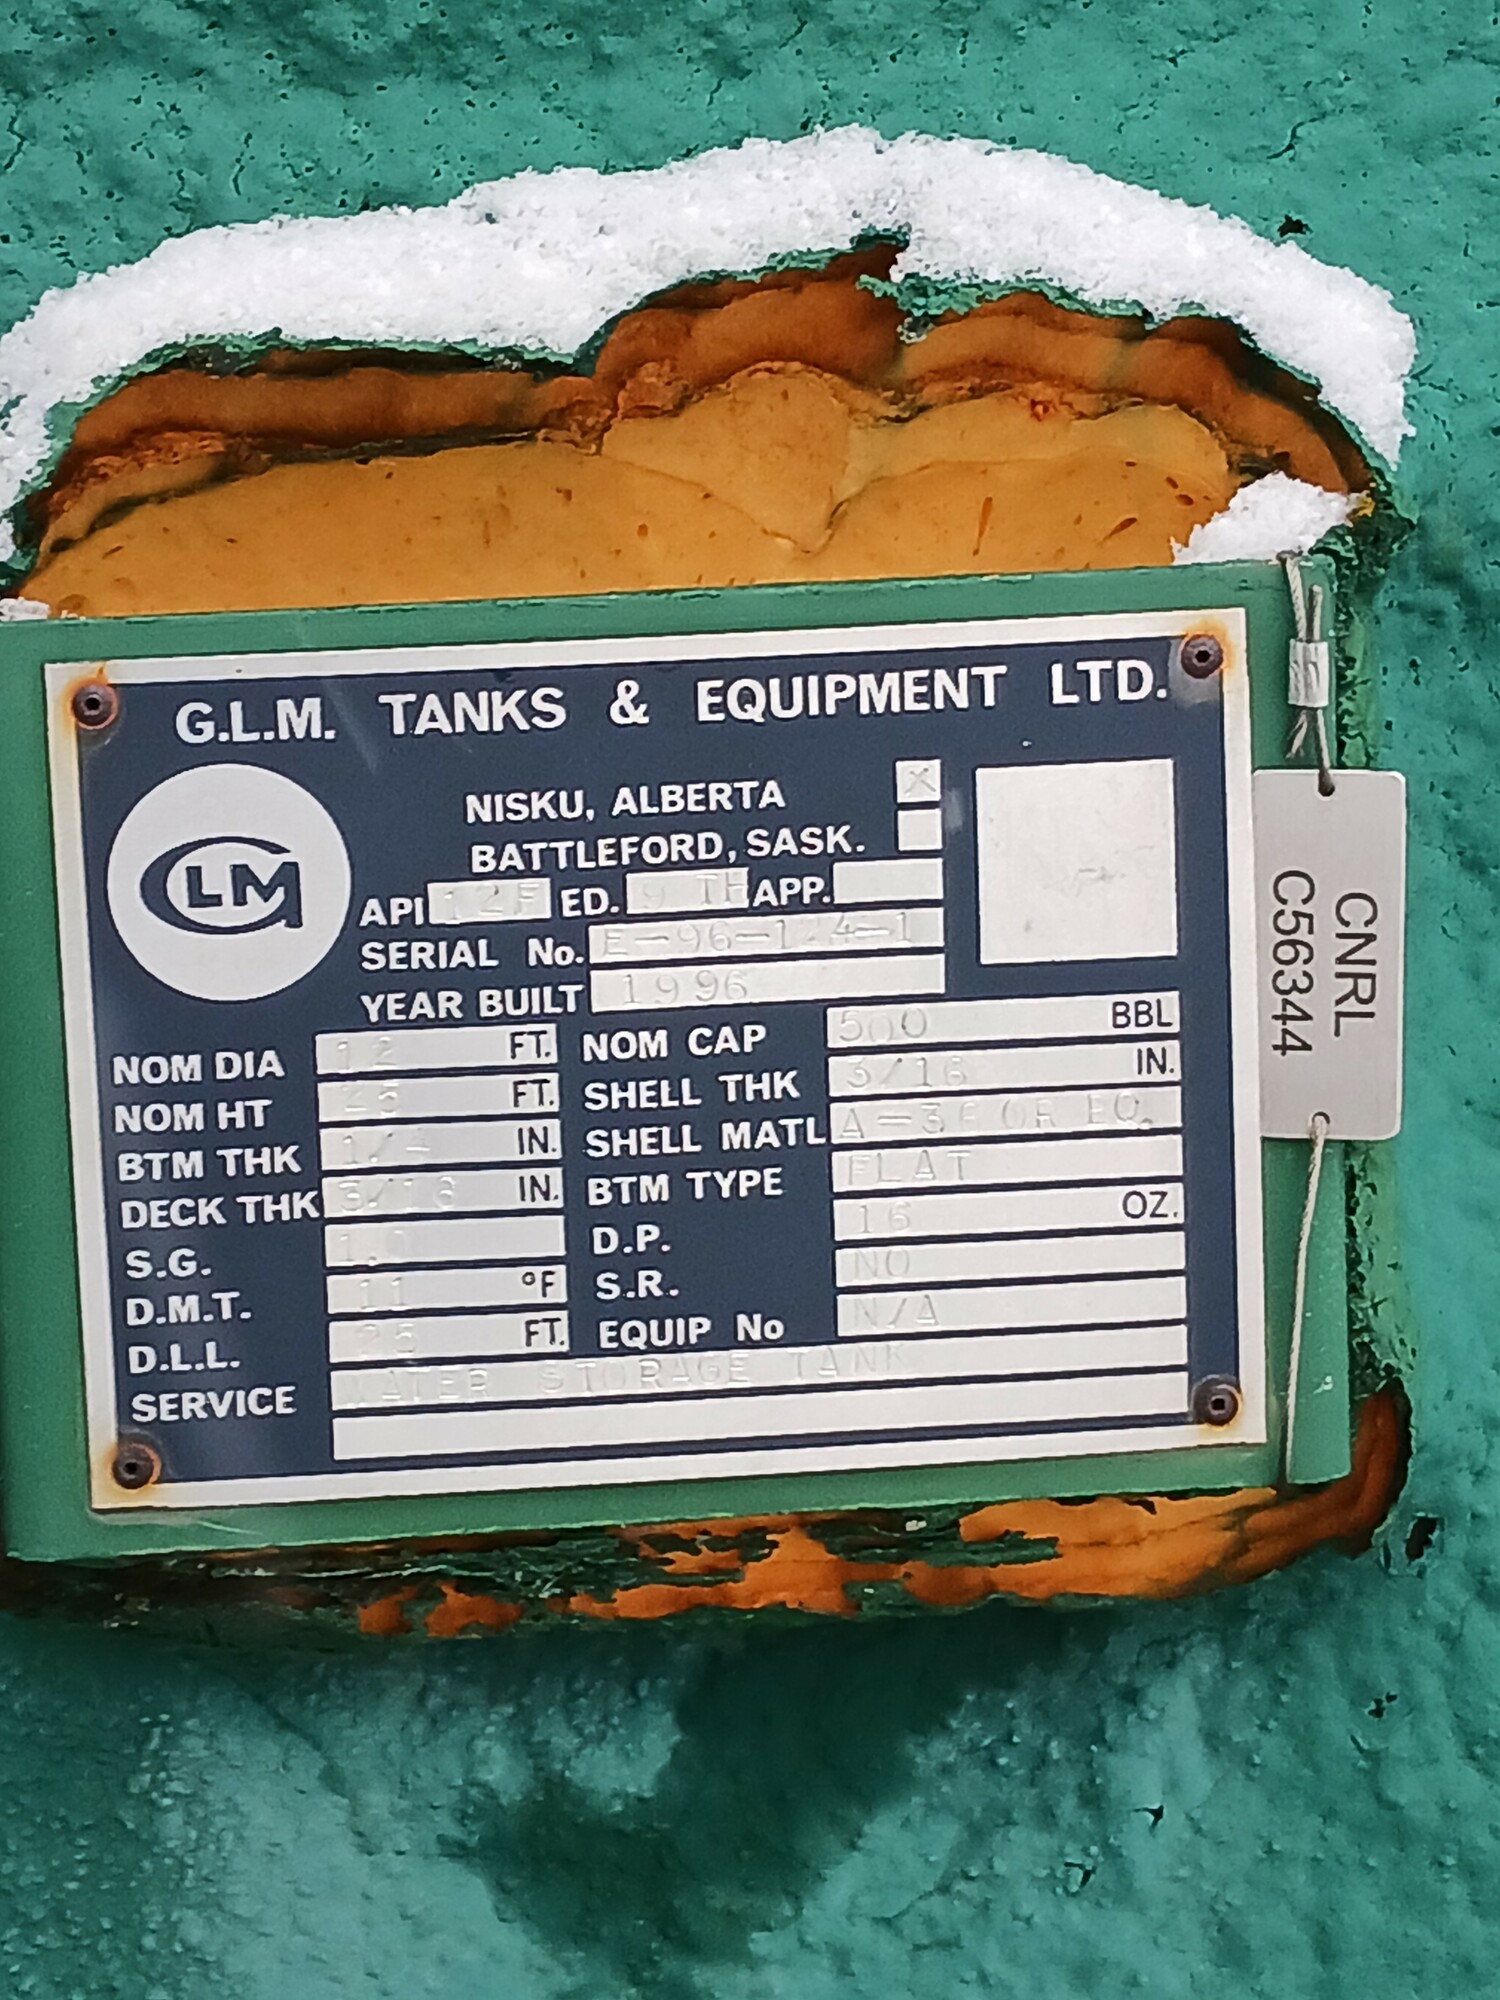 G.L.M. TANKS & EQUIPMENT LTD.
GLM
NISKU, ALBERTA X
BATTLEFORD, SASK.
API 12F ED. 9 TH APP.
SERIAL No. E-96-124-1
YEAR BUILT 1996
NOM DIA 12 FT. NOM CAP 500 BBL
NOM HT 25 FT. SHELL THK 3/16 IN.
BTM THK 1/4 IN. SHELL MATL A-36 OR EQ.
DECK THK 3/16 IN. BTM TYPE FLAT
S.G. 1.0 D.P. 16 OZ.
D.M.T. 11 °F S.R. NO
D.L.L. 25 FT. EQUIP No N/A
SERVICE WATER STORAGE TANK
CNRL
C56344